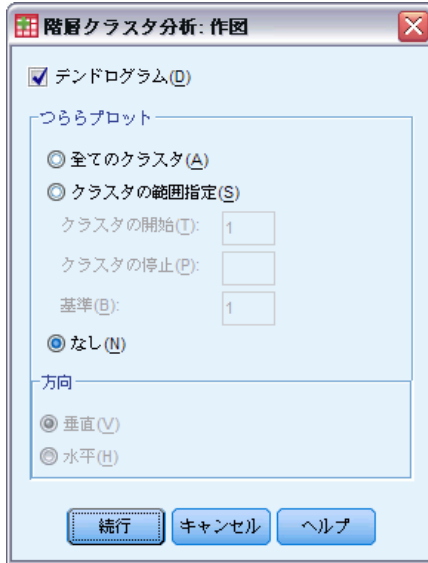 階層クラスタ分析: 作図
デンドログラム(D)
つららプロット
全てのクラスタ(A)
クラスタの範囲指定(S)
クラスタの開始(T): 1
クラスタの停止(P):
基準(B): 1
なし(N)
方向
垂直(V)
水平(H)
続行 キャンセル ヘルプ